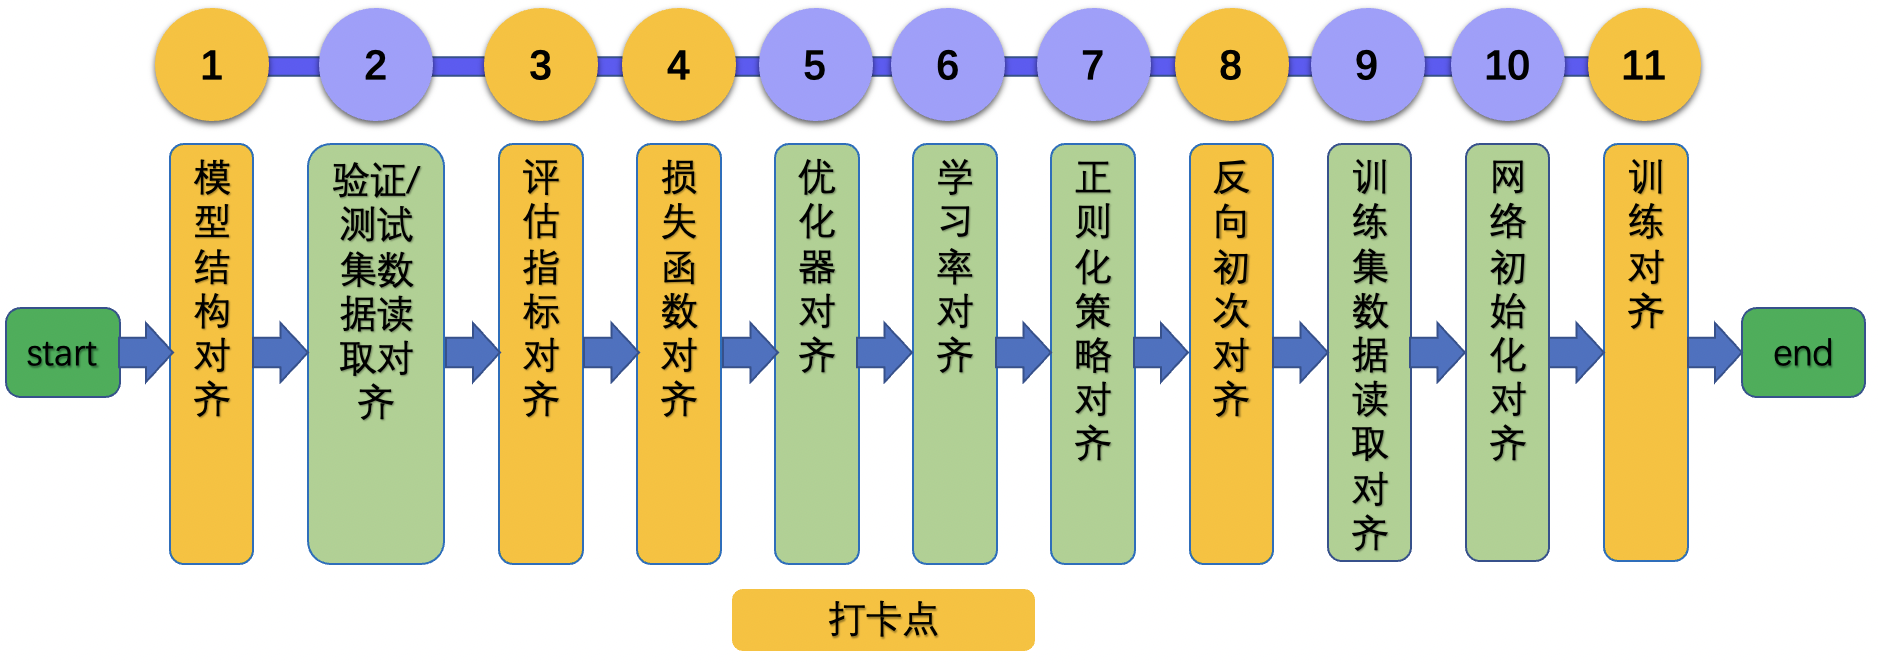 1
2
3
4
5
6
7
8
9
10
11
start
模型结构对齐
验证/
测试
集数
据读
取对
齐
评估指标对齐
损失函数对齐
优化器对齐
学习率对齐
正则化策略对齐
反向初次对齐
训练集数据读取对齐
网络初始化对齐
训练对齐
end
打卡点